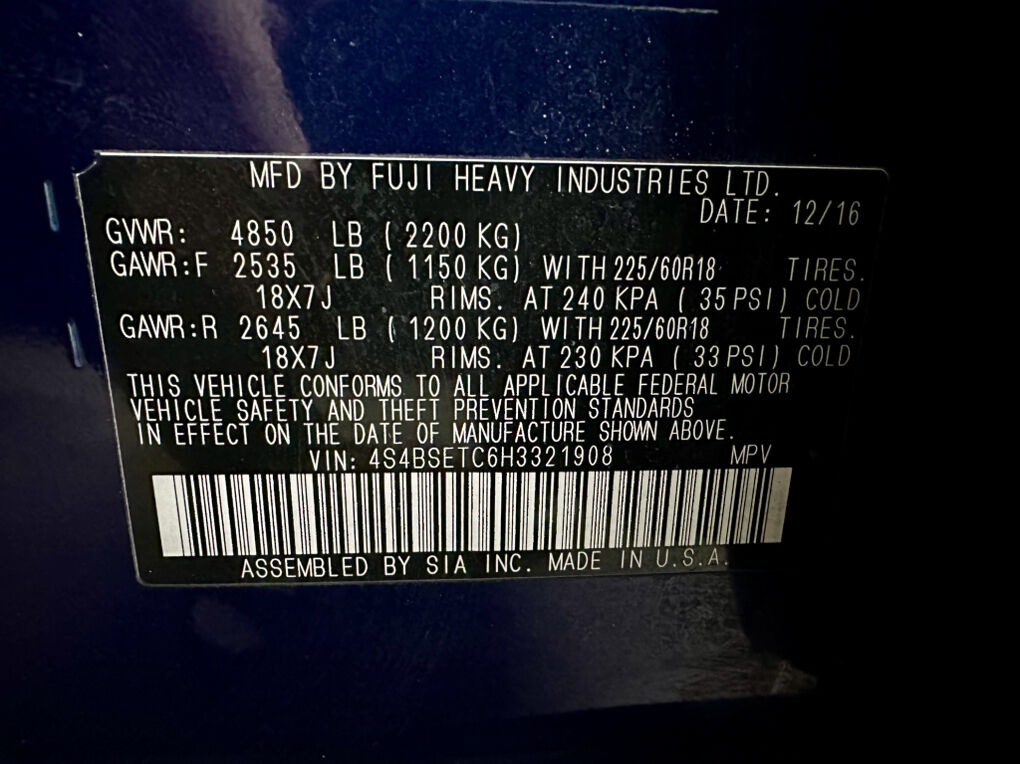 MFD BY FUJI HEAVY INDUSTRIES LTD.
DATE: 12/16
GVWR: 4850 LB ( 2200 KG)
GAWR:F 2535 LB ( 1150 KG) WITH 225/60R18 TIRES.
18X7J RIMS. AT 240 KPA ( 35 PSI) COLD
GAWR:R 2645 LB ( 1200 KG) WITH 225/60R18 TIRES.
18X7J RIMS. AT 230 KPA ( 33 PSI) COLD
THIS VEHICLE CONFORMS TO ALL APPLICABLE FEDERAL MOTOR
VEHICLE SAFETY AND THEFT PREVENTION STANDARDS
IN EFFECT ON THE DATE OF MANUFACTURE SHOWN ABOVE.
VIN: 4S4BSETC6H3321908 MPV
ASSEMBLED BY SIA INC. MADE IN U.S.A.